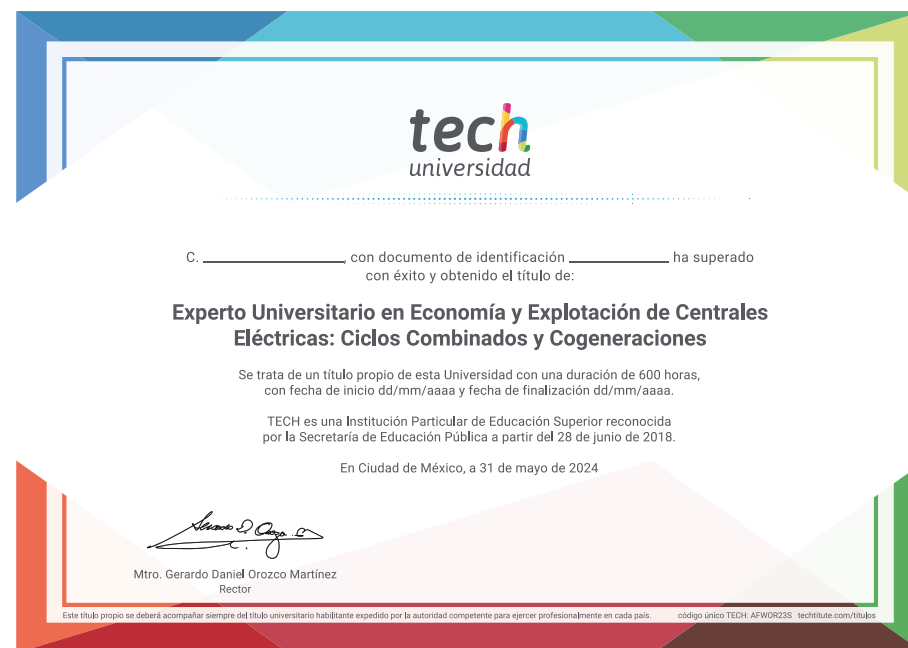 tech
universidad
C. ____________, con documento de identificación ____________ ha superado
con éxito y obtenido el título de:
Experto Universitario en Economía y Explotación de Centrales
Eléctricas: Ciclos Combinados y Cogeneraciones
Se trata de un título propio de esta Universidad con una duración de 600 horas,
con fecha de inicio dd/mm/aaaa y fecha de finalización dd/mm/aaaa.
TECH es una Institución Particular de Educación Superior reconocida
por la Secretaría de Educación Pública a partir del 28 de junio de 2018.
En Ciudad de México, a 31 de mayo de 2024
Mtro. Gerardo Daniel Orozco Martínez
Rector
Este título propio se deberá acompañar siempre del título universitario habilitante expedido por la autoridad competente para ejercer profesionalmente en cada país. código único TECH: AFWOR23S techtitute.com/titulos